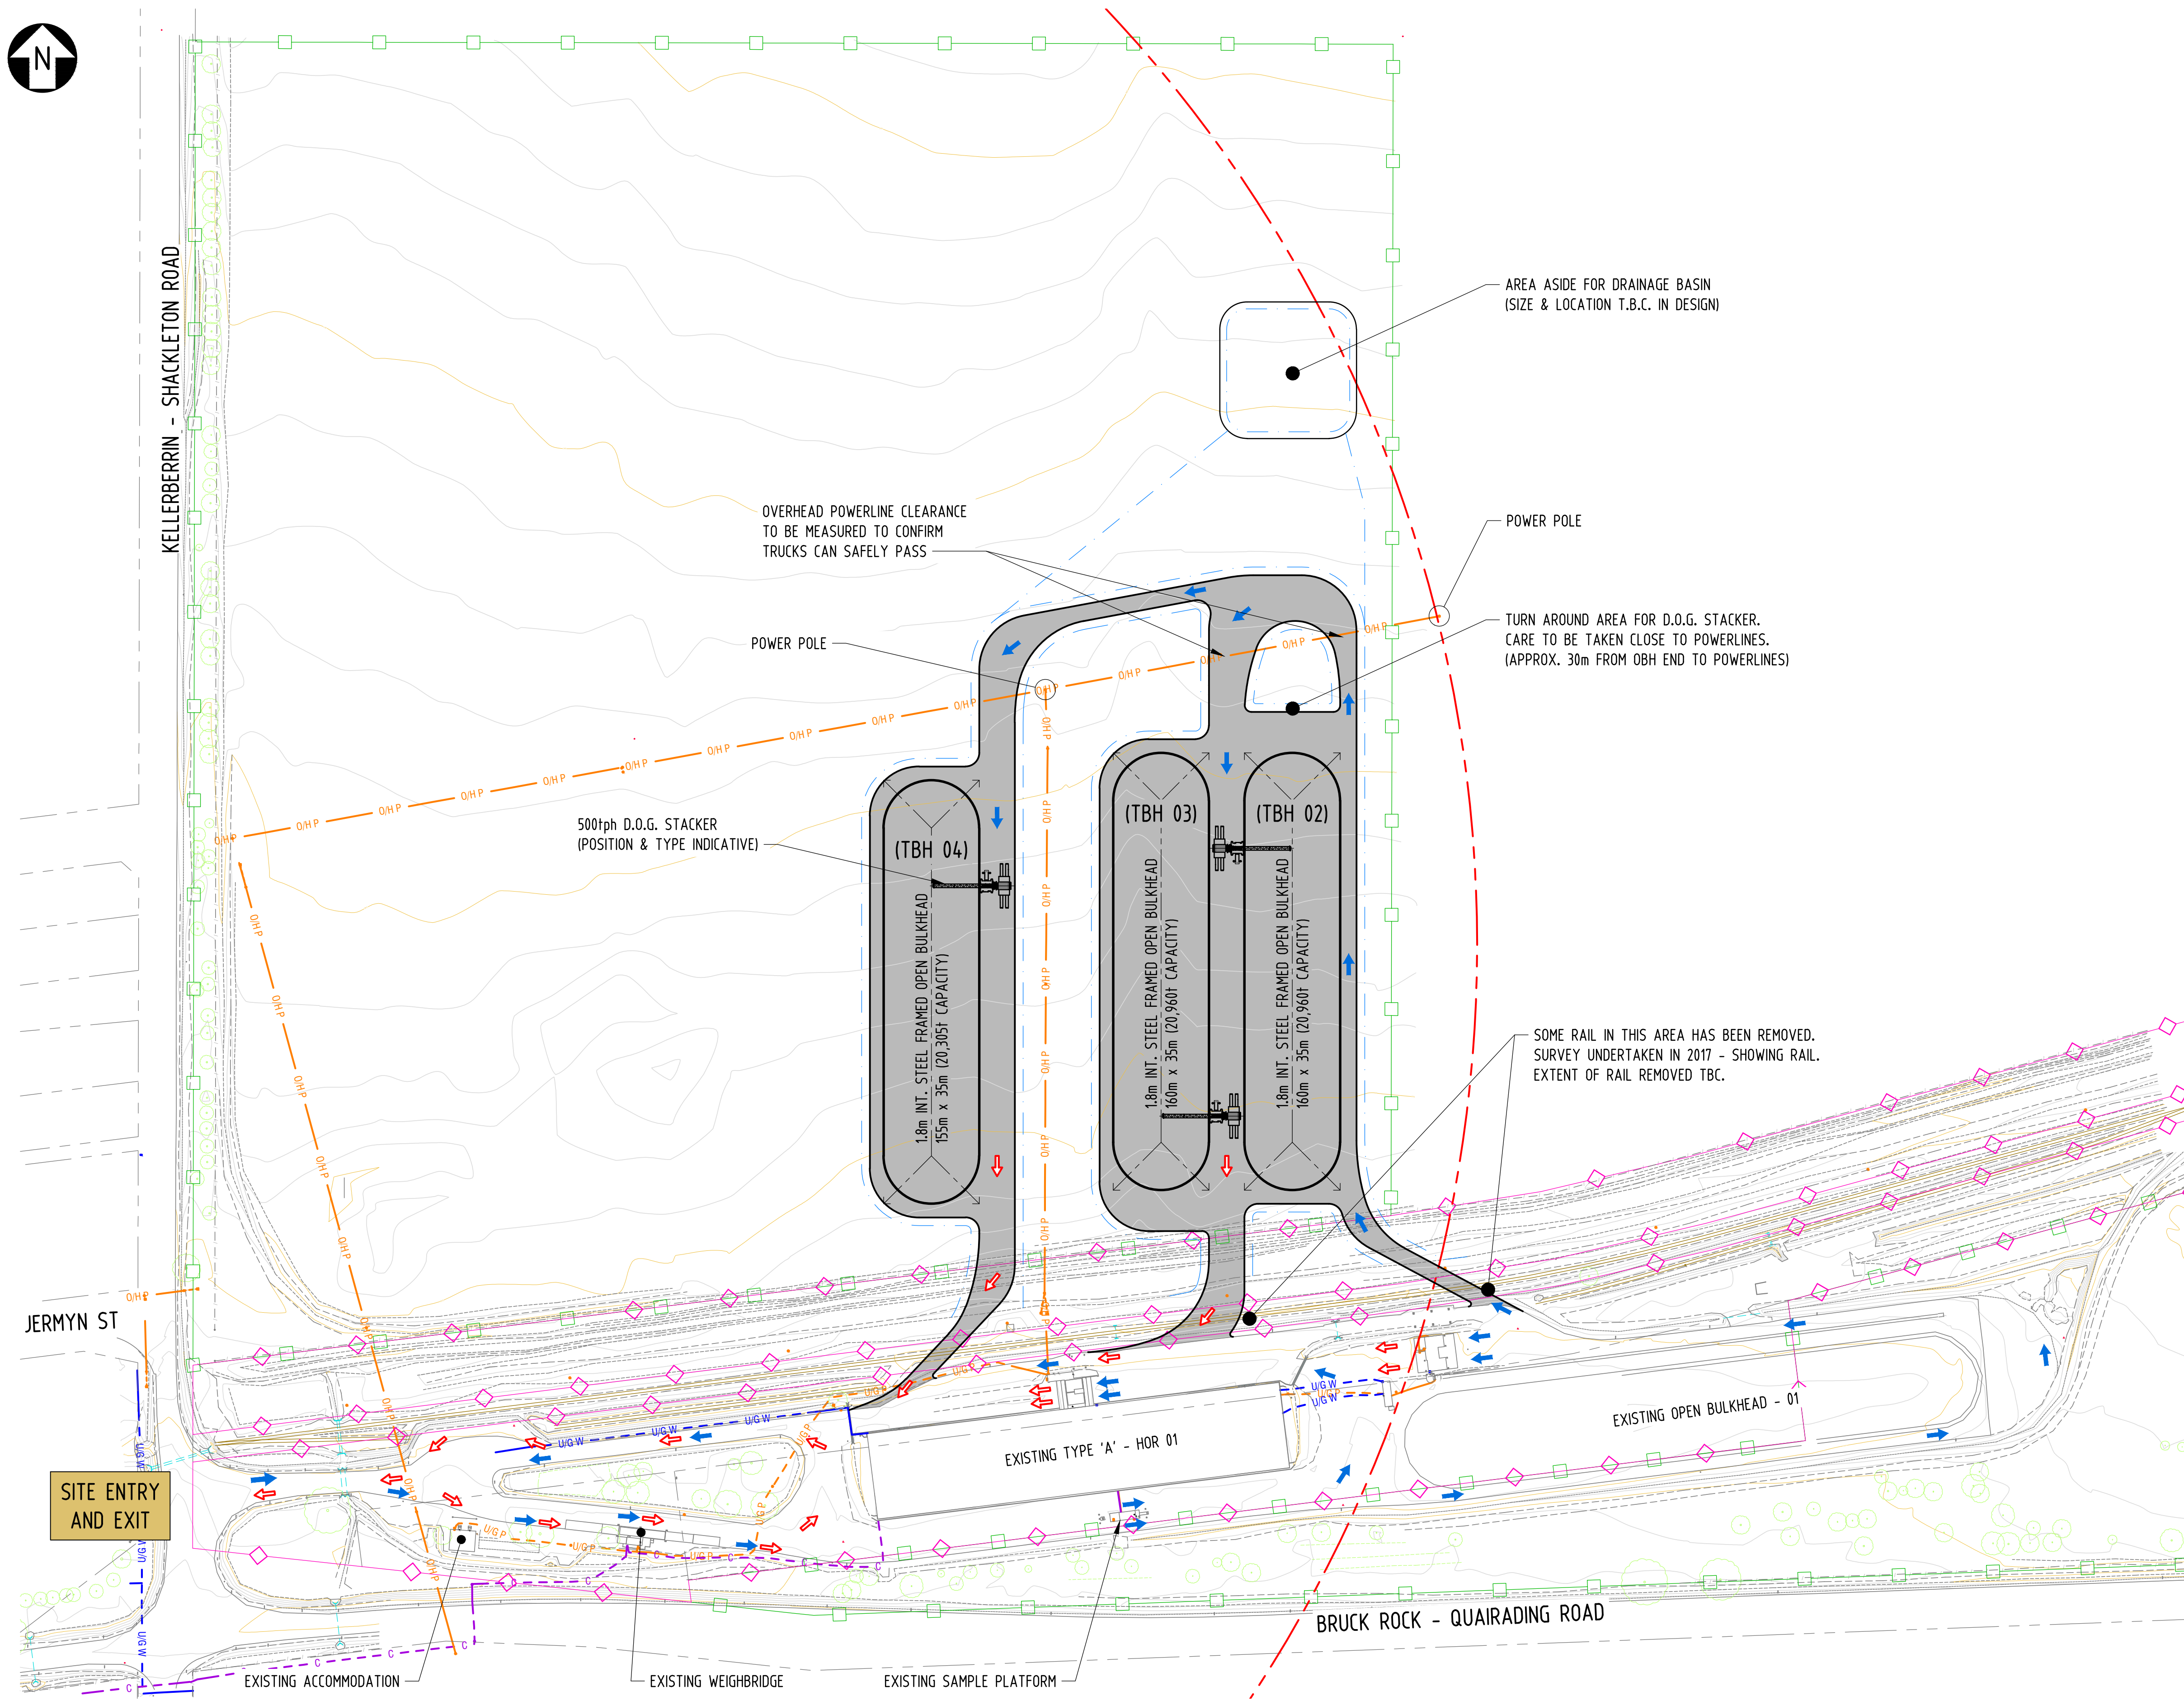 N
KELLERBERRIN - SHACKLETON ROAD
AREA ASIDE FOR DRAINAGE BASIN
(SIZE & LOCATION T.B.C. IN DESIGN)
OVERHEAD POWERLINE CLEARANCE
TO BE MEASURED TO CONFIRM
TRUCKS CAN SAFELY PASS
POWER POLE
POWER POLE
TURN AROUND AREA FOR D.O.G. STACKER.
CARE TO BE TAKEN CLOSE TO POWERLINES.
(APPROX. 30m FROM OBH END TO POWERLINES)
O/H P O/H P O/H P O/H P O/H P O/H P O/H P O/H P O/H P O/H P O/H P O/H P O/H P O/H P O/H P
500tph D.O.G. STACKER
(POSITION & TYPE INDICATIVE)
(TBH 04)
1.8m INT. STEEL FRAMED OPEN BULKHEAD
155m x 35m (20,305t CAPACITY)
O/H P O/H P O/H P O/H P O/H P O/H P O/H P O/H P
(TBH 03)
1.8m INT. STEEL FRAMED OPEN BULKHEAD
160m x 35m (20,960t CAPACITY)
(TBH 02)
1.8m INT. STEEL FRAMED OPEN BULKHEAD
160m x 35m (20,960t CAPACITY)
O/H P O/H P O/H P O/H P O/H P O/H P O/H P O/H P O/H P
SOME RAIL IN THIS AREA HAS BEEN REMOVED.
SURVEY UNDERTAKEN IN 2017 - SHOWING RAIL.
EXTENT OF RAIL REMOVED TBC.
O/H P
JERMYN ST
U/G P U/G P
U/G W U/G W U/G W
U/G W
U/G P
U/G W
EXISTING OPEN BULKHEAD - 01
EXISTING TYPE 'A' - HOR 01
U/G W
SITE ENTRY
AND EXIT
U/G W
U/G W
U/G P U/G P U/G P U/G P U/G P
C C C C C
C C C C
BRUCK ROCK - QUAIRADING ROAD
EXISTING ACCOMMODATION
EXISTING WEIGHBRIDGE
EXISTING SAMPLE PLATFORM